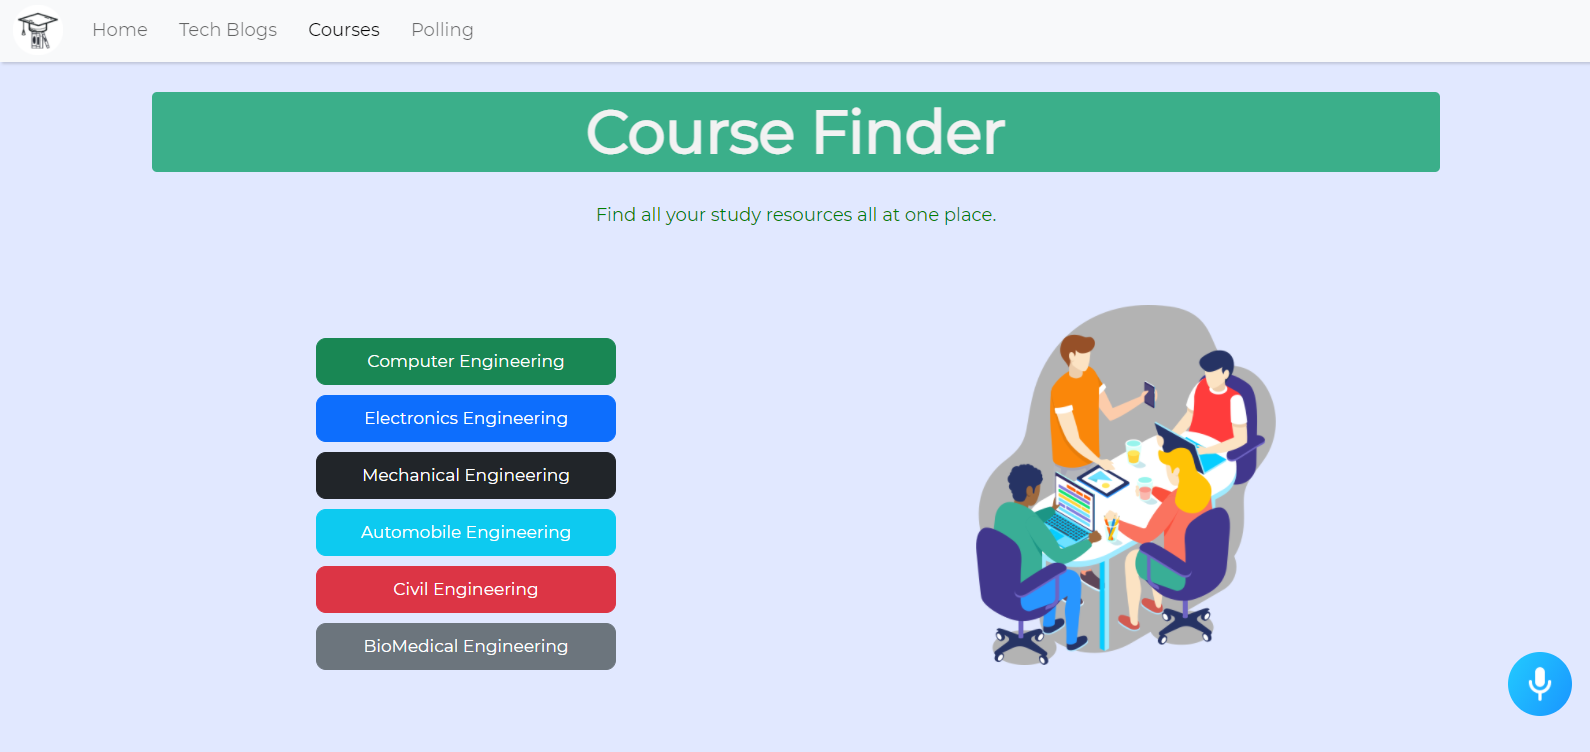 Home
Tech Blogs
Courses
Polling
Course Finder
Find all your study resources all at one place.
Computer Engineering
Electronics Engineering
Mechanical Engineering
Automobile Engineering
Civil Engineering
BioMedical Engineering